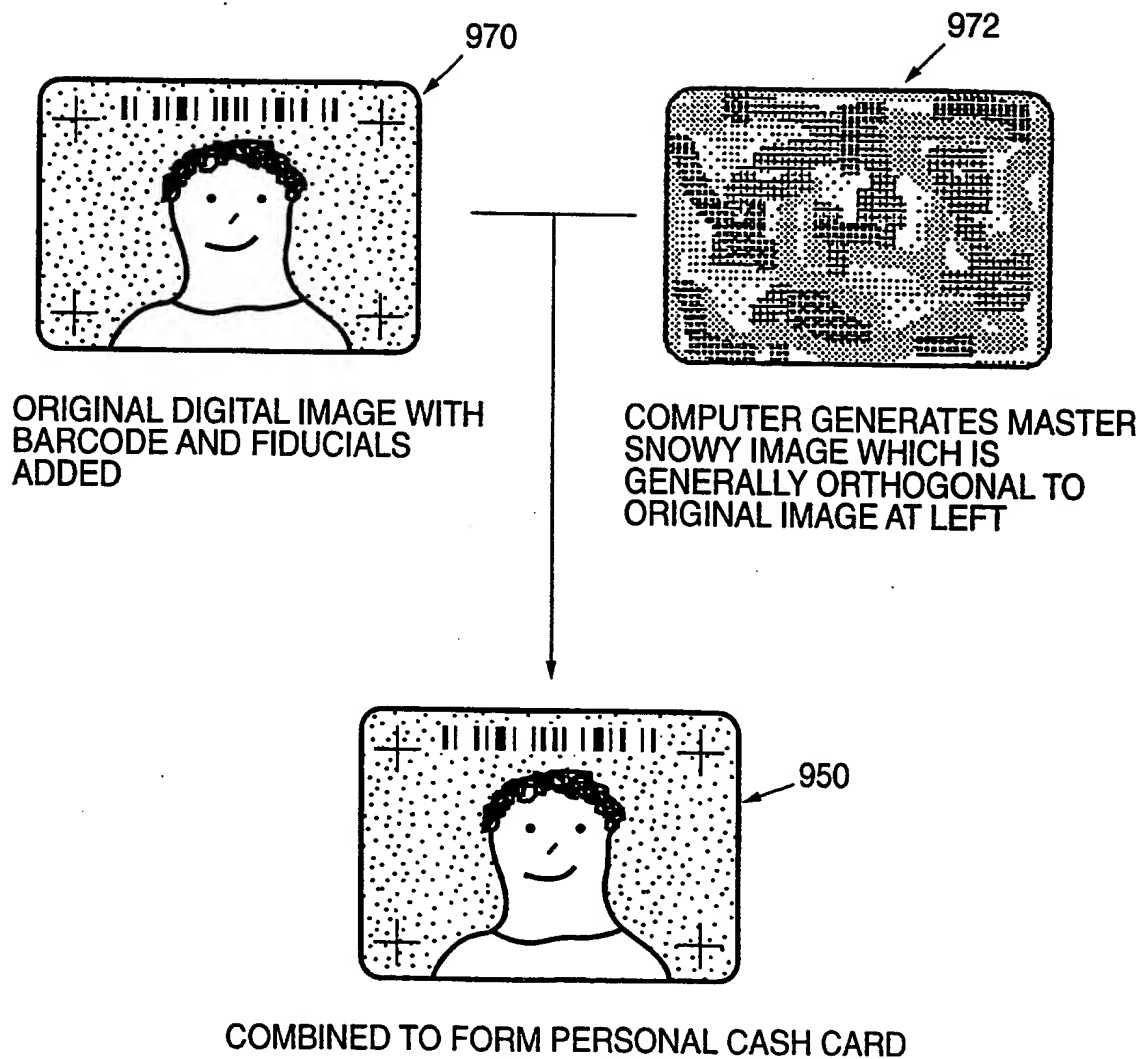 970
972
ORIGINAL DIGITAL IMAGE WITH
BARCODE AND FIDUCIALS
ADDED
COMPUTER GENERATES MASTER
SNOWY IMAGE WHICH IS
GENERALLY ORTHOGONAL TO
ORIGINAL IMAGE AT LEFT
950
COMBINED TO FORM PERSONAL CASH CARD